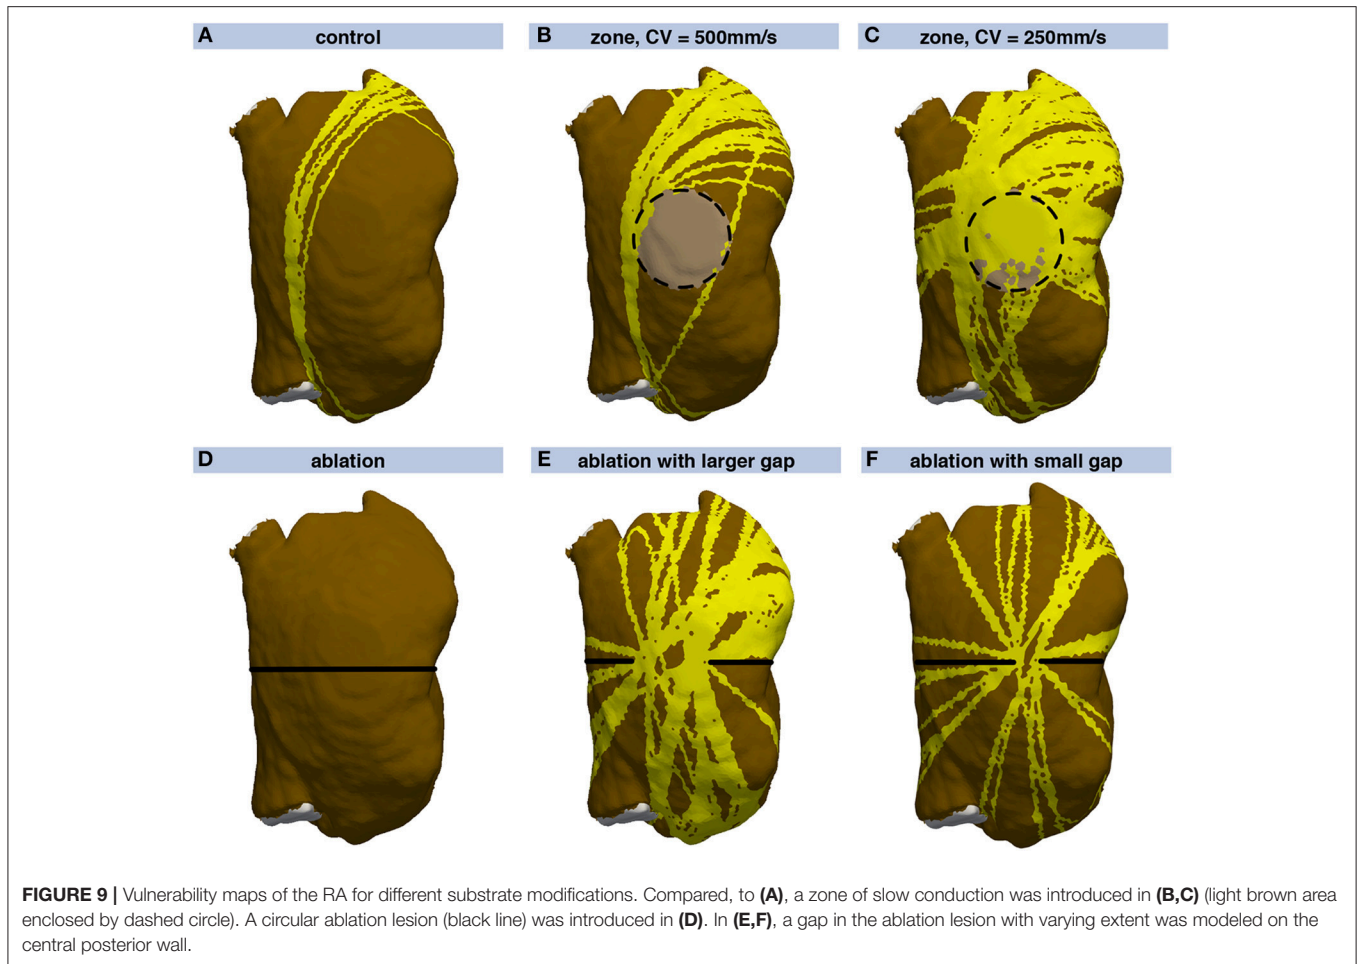 A control
B zone, CV = 500mm/s
C zone, CV = 250mm/s
D ablation
E ablation with larger gap
F ablation with small gap
FIGURE 9 | Vulnerability maps of the RA for different substrate modifications. Compared, to (A), a zone of slow conduction was introduced in (B,C) (light brown area
enclosed by dashed circle). A circular ablation lesion (black line) was introduced in (D). In (E,F), a gap in the ablation lesion with varying extent was modeled on the
central posterior wall.